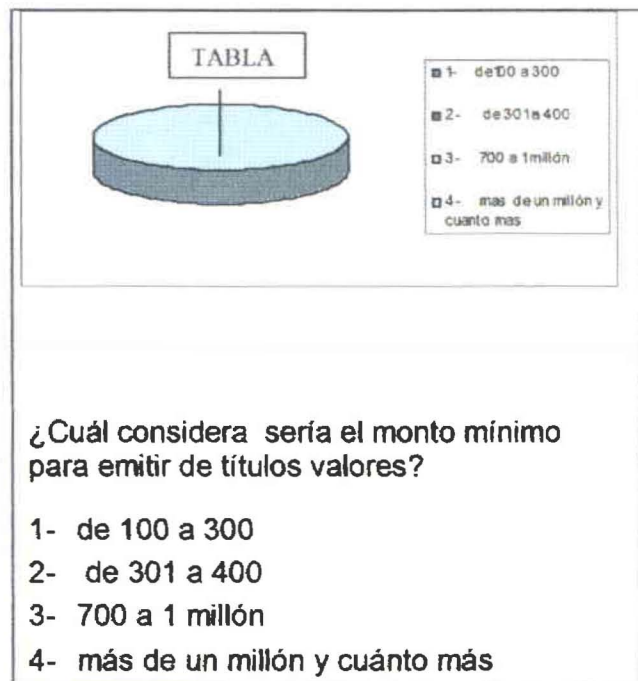 TABLA
1- de100 a 300
2- de 301a 400
3- 700 a 1millón
4- mas de un millón y
cuanto mas
¿Cuál considera sería el monto mínimo
para emitir de títulos valores?
1- de 100 a 300
2- de 301 a 400
3- 700 a 1 millón
4- más de un millón y cuánto más